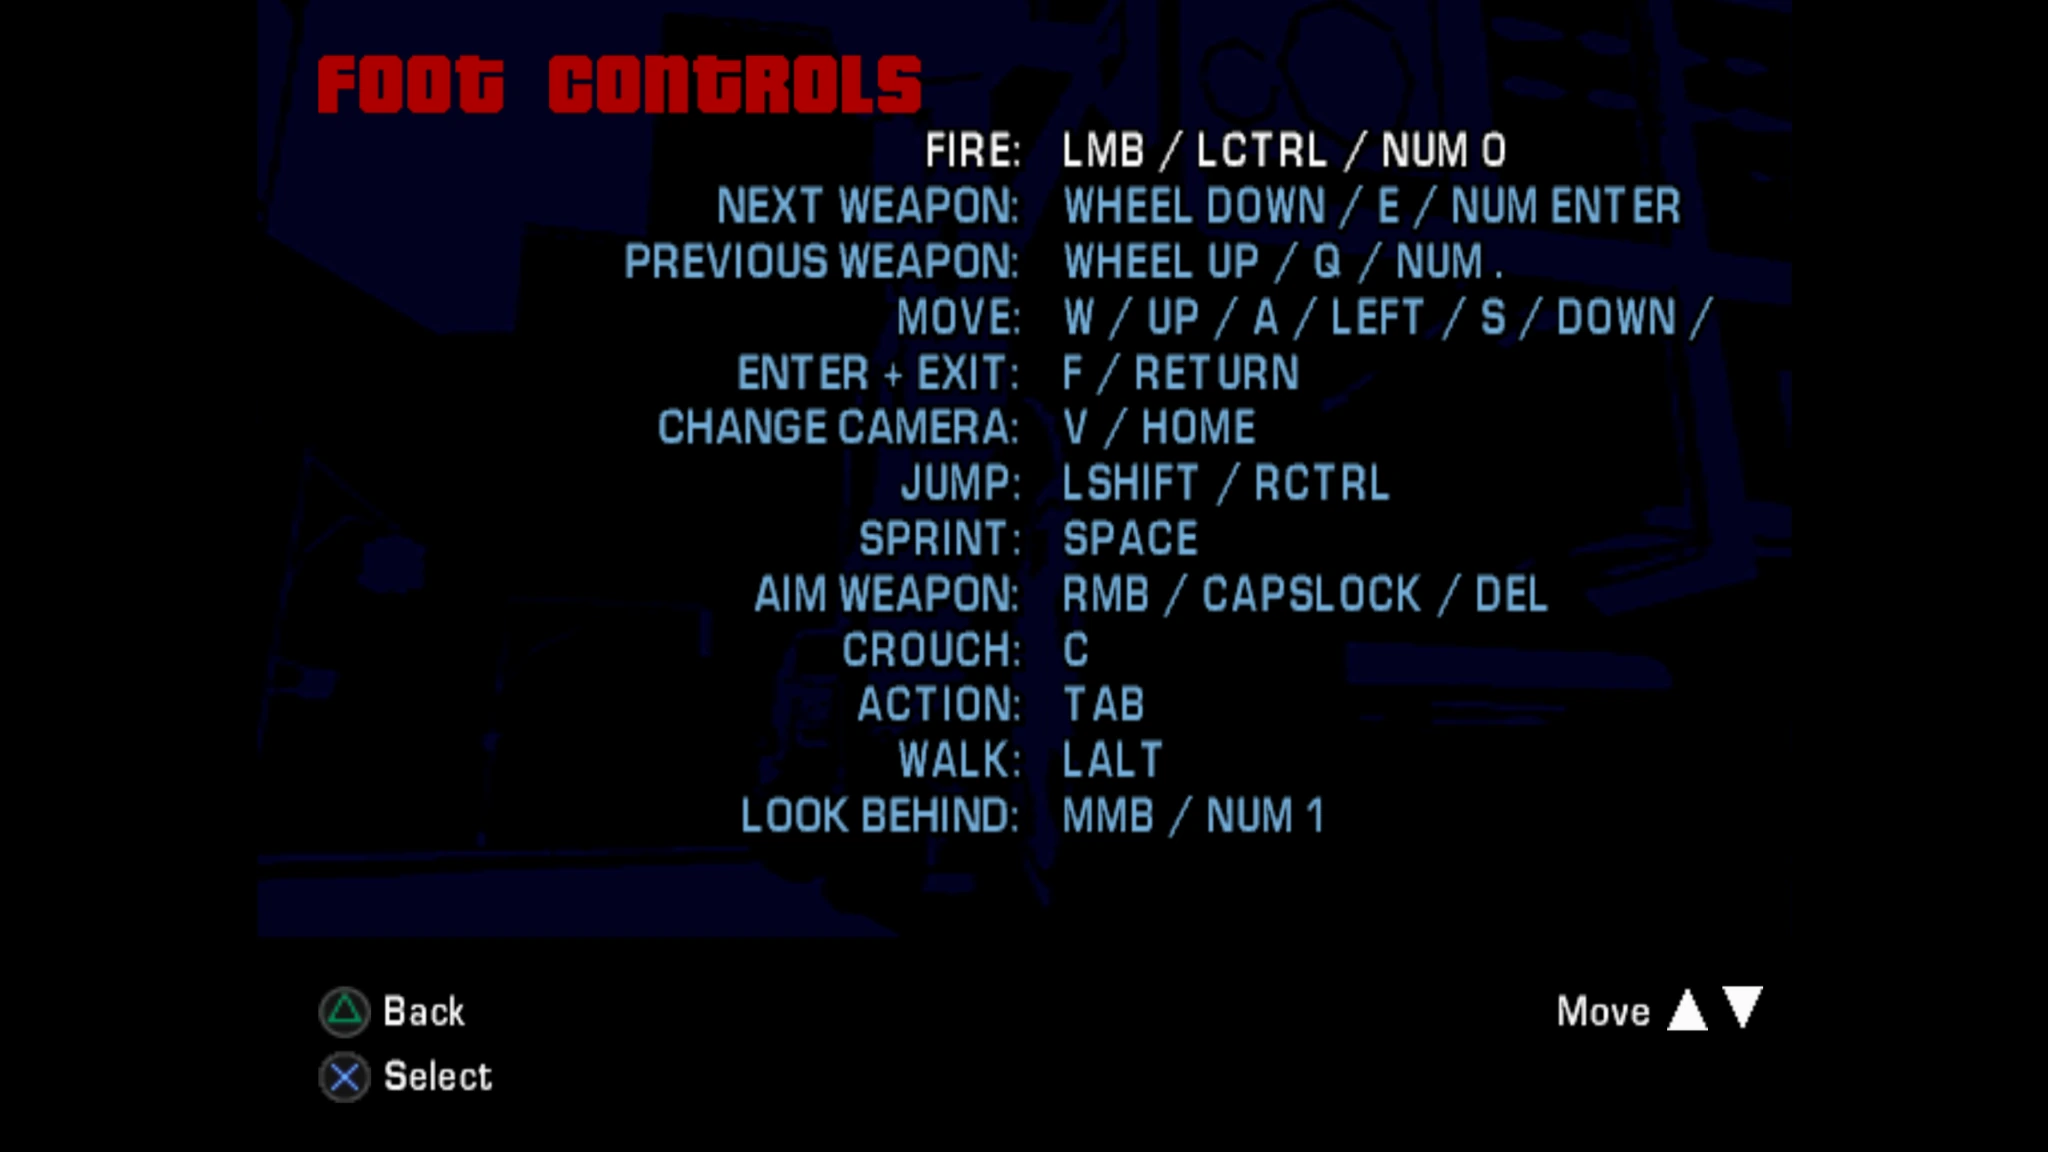 FOOT CONTROLS
FIRE: LMB / LCTRL / NUM 0
NEXT WEAPON: WHEEL DOWN / E / NUM ENTER
PREVIOUS WEAPON: WHEEL UP / Q / NUM .
MOVE: W / UP / A / LEFT / S / DOWN /
ENTER + EXIT: F / RETURN
CHANGE CAMERA: V / HOME
JUMP: LSHIFT / RCTRL
SPRINT: SPACE
AIM WEAPON: RMB / CAPSLOCK / DEL
CROUCH: C
ACTION: TAB
WALK: LALT
LOOK BEHIND: MMB / NUM 1
Back
Move
Select